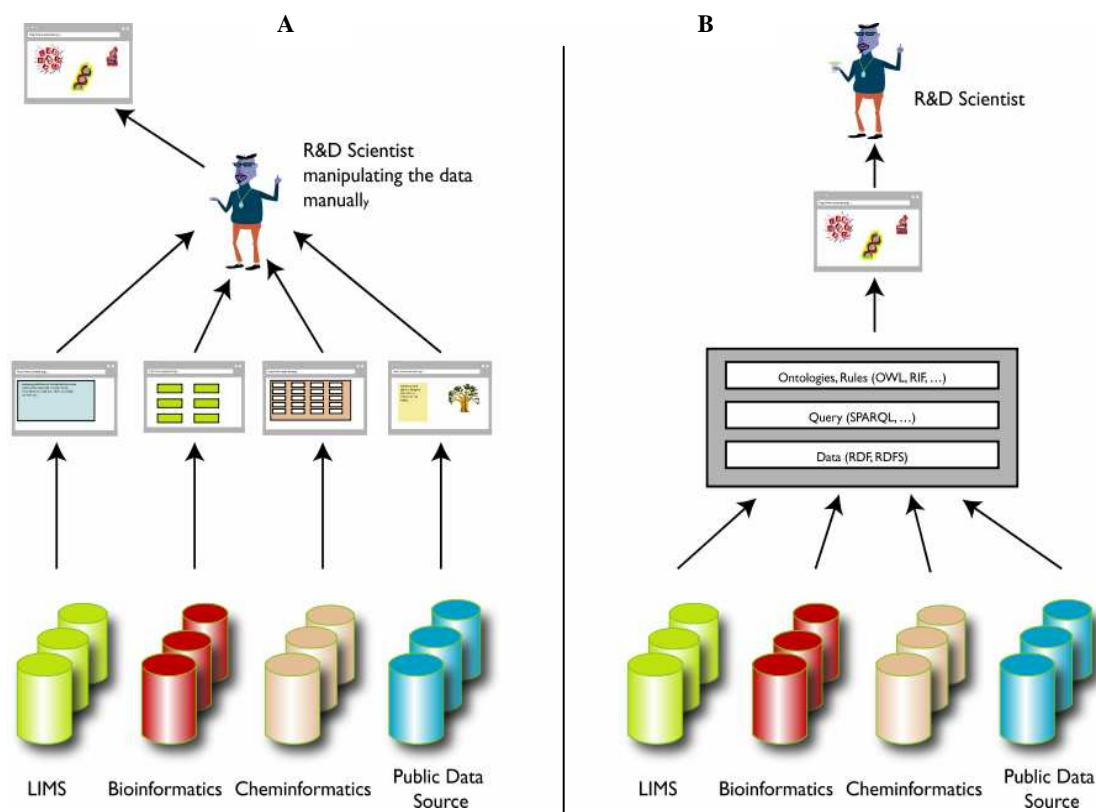 A
B
R&D Scientist
manipulating the data
manually
R&D Scientist
Ontologies, Rules (OWL, RIF, ...)
Query (SPARQL, ...)
Data (RDF, RDFS)
LIMS
Bioinformatics
Cheminformatics
Public Data
Source
LIMS
Bioinformatics
Cheminformatics
Public Data
Source